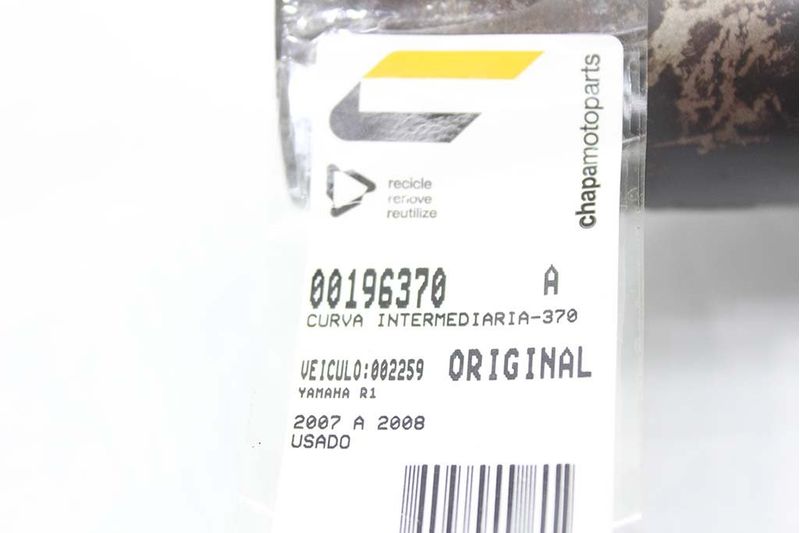 chapamotoparts
recicle
renove
reutilize
00196370 A
CURVA INTERMEDIARIA-370
VEICULO:002259 ORIGINAL
YAMAHA R1
2007 A 2008
USADO